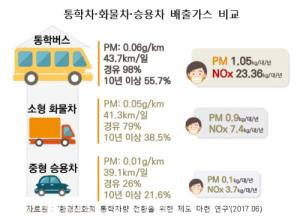 통학차·화물차·승용차 배출가스 비교
통학버스
PM: 0.06g/km
43.7km/일
경유 98%
10년 이상 55.7%
PM 1.05kg/대/년
NOx 23.36kg/대/년
소형 화물차
PM: 0.05g/km
41.3km/일
경유 79%
10년 이상 38.5%
PM 0.9kg/대/년
NOx 7.4kg/대/년
중형 승용차
PM: 0.01g/km
39.1km/일
경유 26%
10년 이상 21.6%
PM 0.1kg/대/년
NOx 3.7kg/대/년
자료 : '환경친화적 통학차량 전환을 위한 제도 마련 연구'(2017.06)